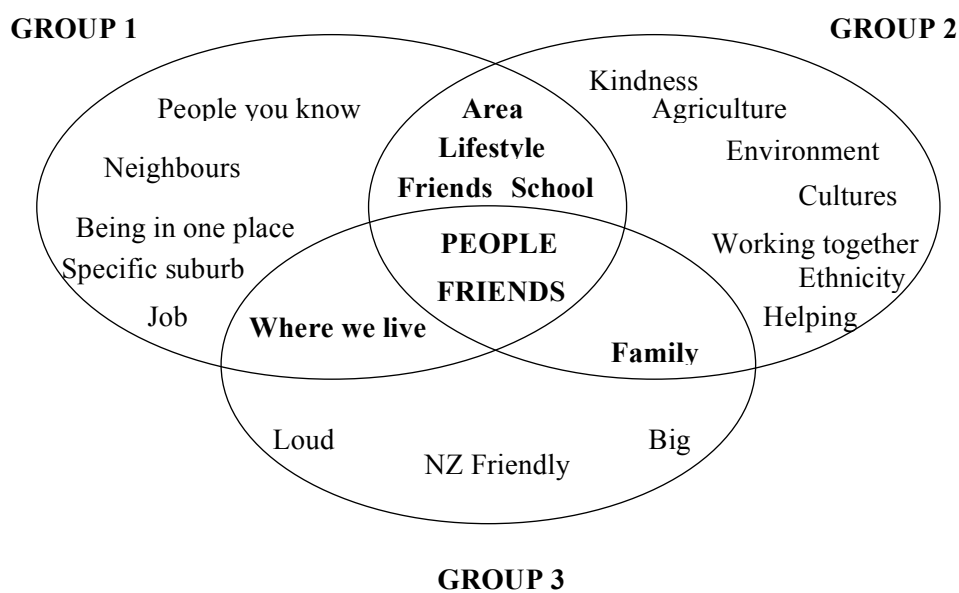 GROUP 1
GROUP 2
Kindness
People you know
Area
Agriculture
Lifestyle
Environment
Neighbours
Friends School
Cultures
Being in one place
PEOPLE
Working together
Specific suburb
Ethnicity
FRIENDS
Job
Where we live
Helping
Family
Loud
Big
NZ Friendly
GROUP 3